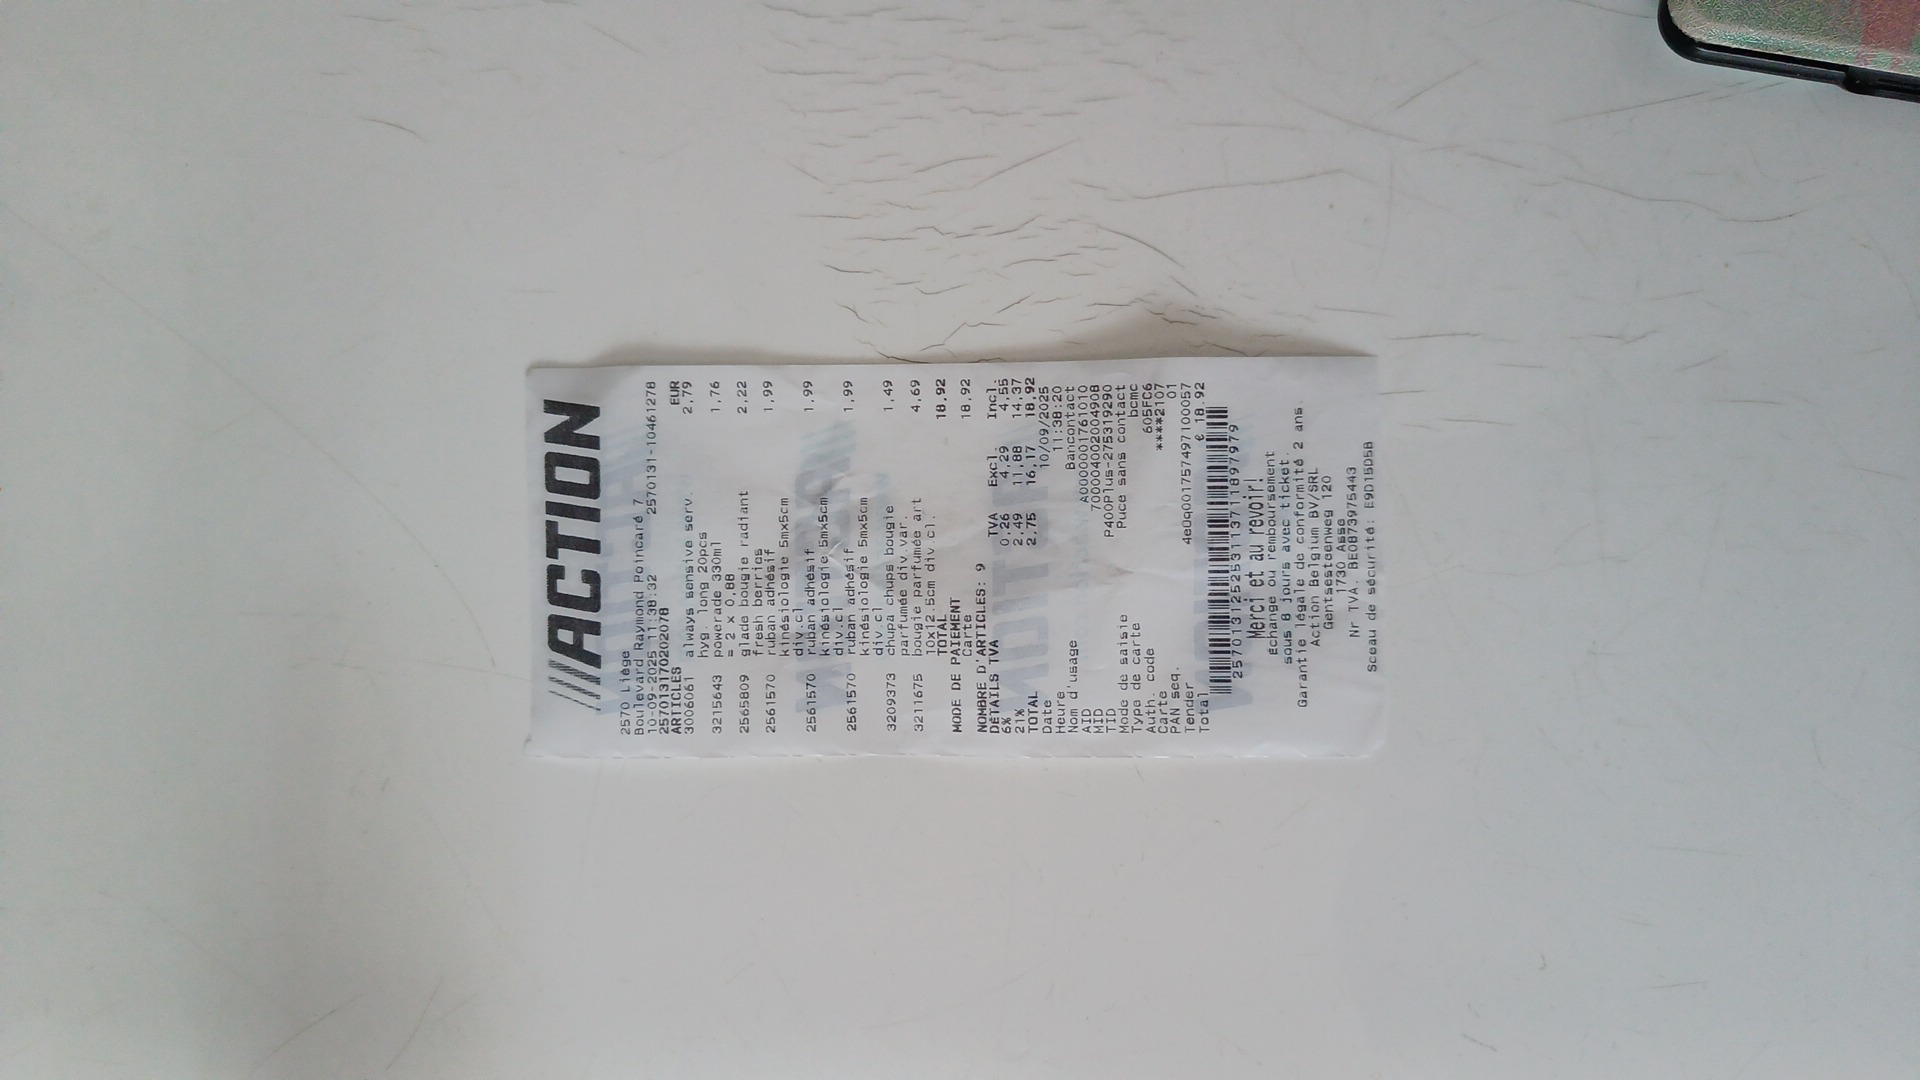 ACTION
2570 Liège
Boulevard Raymond Poincaré 7
10-09-2025 11:38:32 2570131-10461278
2570131702020​78
ARTICLES EUR
3006061 always sensive serv. 2,79
hyg. long 20pcs
3215643 powerade 330ml 1,76
= 2 x 0,88
2565809 glade bougie radiant 2,22
fresh berries
2561570 ruban adhésif 1,99
kinésiologie 5mx5cm
div.cl
2561570 ruban adhésif 1,99
kinésiologie 5mx5cm
div.cl
2561570 ruban adhésif 1,99
kinésiologie 5mx5cm
div.cl
3209373 chupa chups bougie 1,49
parfumée div.var.
3211675 bougie parfumée art 4,69
10x12.5cm div.cl.
TOTAL 18,92
MODE DE PAIEMENT
Carte 18,92
NOMBRE D'ARTICLES: 9
DÉTAILS TVA TVA Excl. Incl.
6% 0,26 4,29 4,55
21% 2,49 11,88 14,37
TOTAL 2,75 16,17 18,92
Date 10/09/2025
Heure 11:38:20
Nom d'usage Bancontact
AID A0000001761010
MID 70004002004908
TID P400Plus-275319290
Mode de saisie Puce sans contact
Type de carte bcmc
Auth. code 605FC6
Carte ****2107
PAN seq. 01
Tender 4e0q001757497100057
Total € 18.92
2570131252531137118979​79
Merci et au revoir!
Échange ou remboursement
sous 8 jours avec ticket.
Garantie légale de conformité 2 ans.
Action Belgium BV/SRL
Gentsesteenweg 120
1730 Asse
Nr TVA. BE0873975443
Sceau de sécurité: E9D15D5B